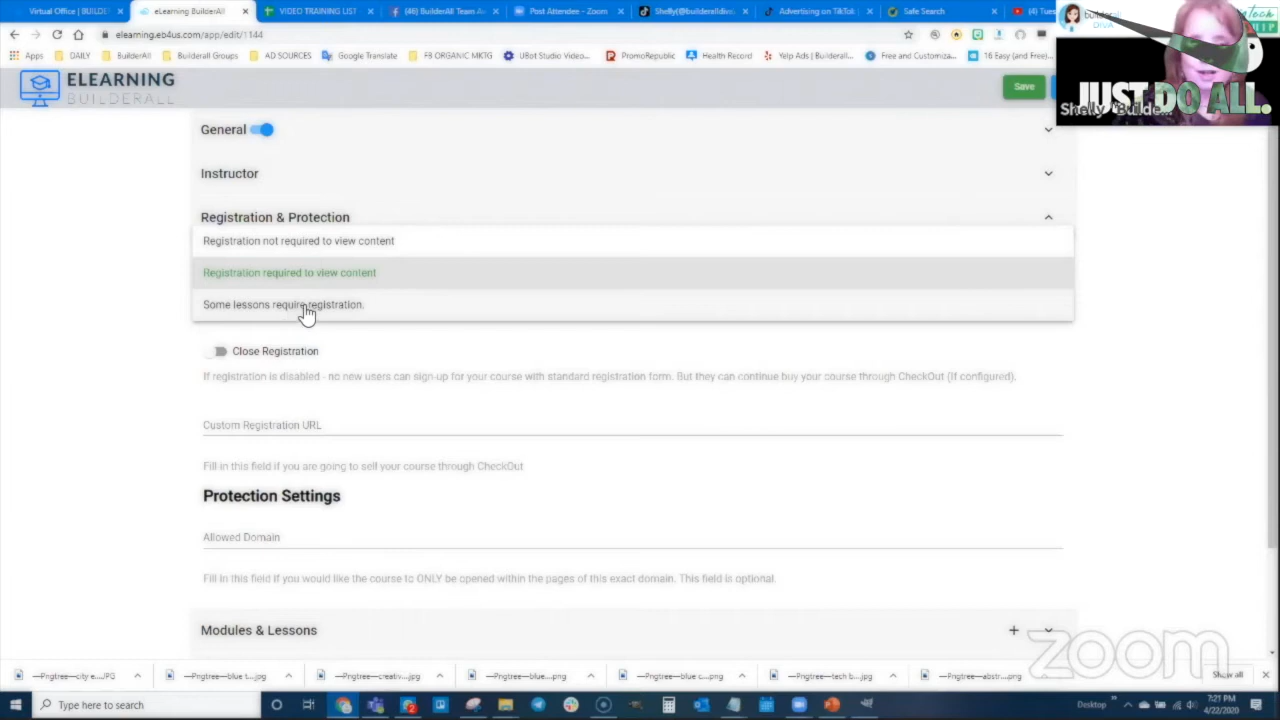 Virtual Office | BUILDE
eLearning BuilderAll
VIDEO TRAINING LIST
(46) BuilderAll Team A
Post Attendee - Zoom
Shelly(@builderalldiva
Advertising on TikTok
Safe Search
(4) Tues
elearning.eb4us.com/app/edit/1144
Apps
DAILY
BuilderAll
Builderall Groups
AD SOURCES
Google Translate
FB ORGANIC MKTG
UBot Studio Video...
PromoRepublic
Health Record
Yelp Ads | Builderall...
Free and Customiza...
16 Easy (and Free)...
builderall
DIVA
JUST DO ALL.
Shelly "Builde...
ELEARNING
BUILDERALL
Save
General
Instructor
Registration & Protection
Registration not required to view content
Registration required to view content
Some lessons require registration.
Close Registration
If registration is disabled - no new users can sign-up for your course with standard registration form. But they can continue buy your course through CheckOut (If configured).
Custom Registration URL
Fill in this field if you are going to sell your course through CheckOut
Protection Settings
Allowed Domain
Fill in this field if you would like the course to ONLY be opened within the pages of this exact domain. This field is optional.
Modules & Lessons
zoom
—Pngtree—city e....JPG
—Pngtree—blue t....jpg
—Pngtree—creativ...jpg
—Pngtree—blue....png
—Pngtree—blue c....png
—Pngtree—tech b....jpg
—Pngtree—abstr....png
Show all
Type here to search
Desktop
7:21 PM
4/22/2020